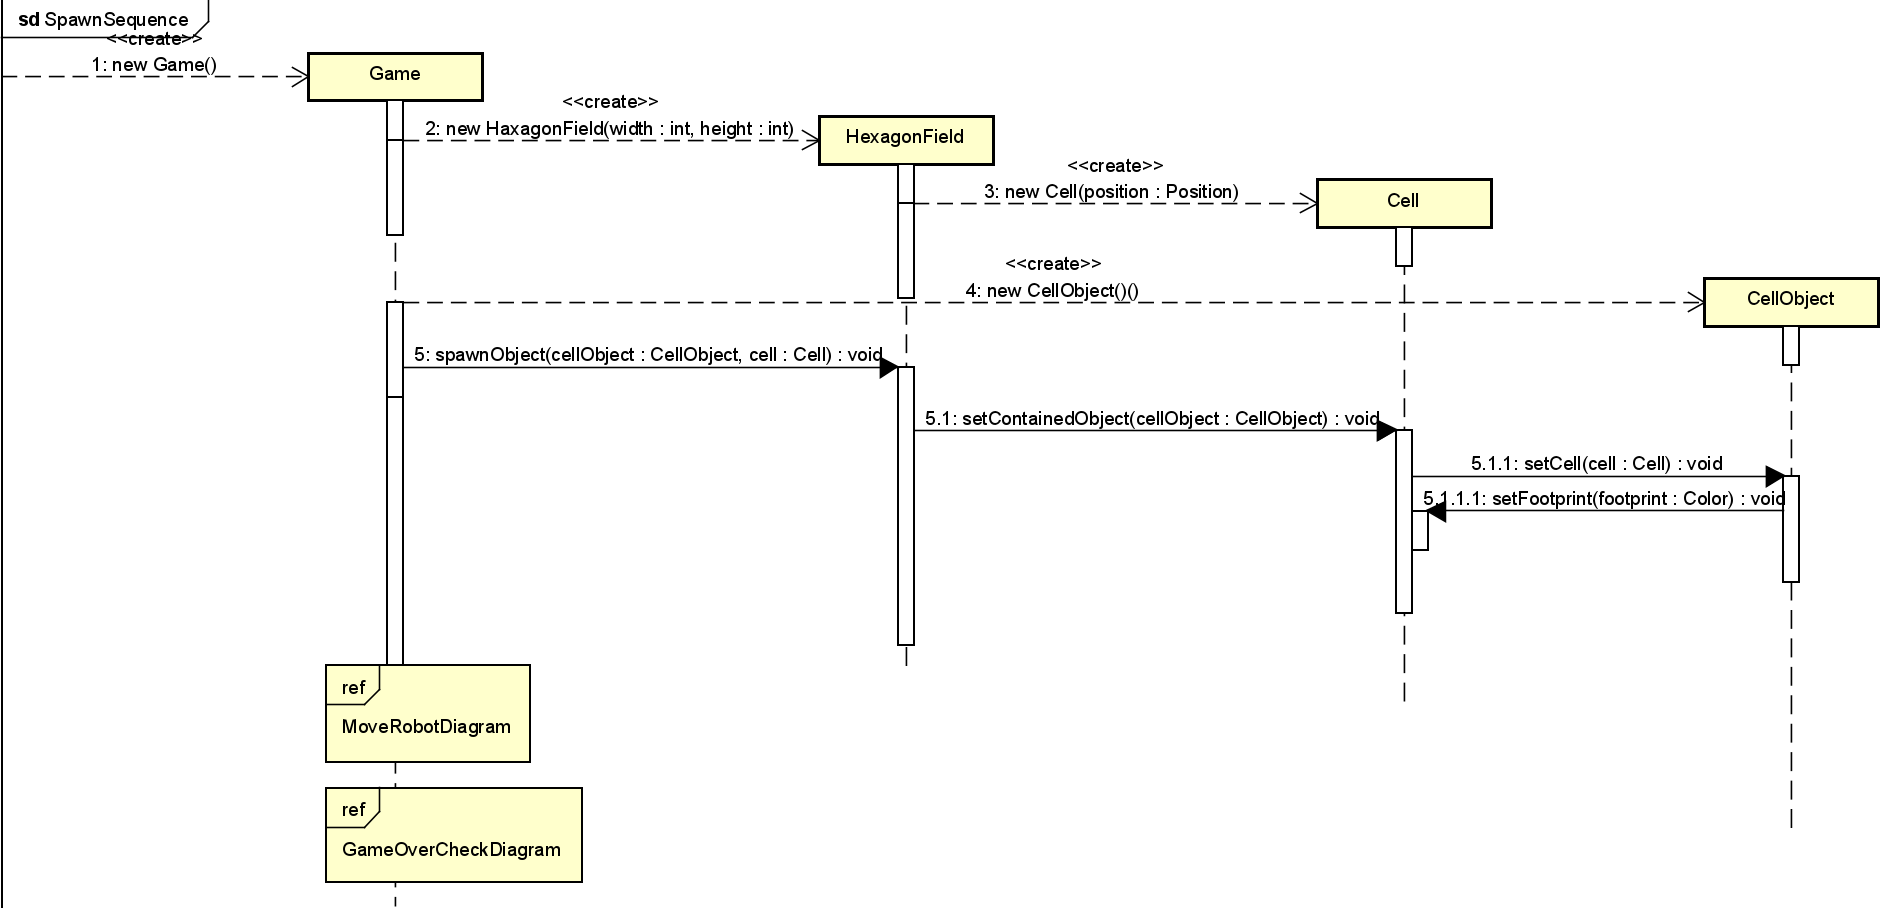 sd SpawnSequence
<<create>>
1: new Game()
Game
<<create>>
2: new HaxagonField(width : int, height : int)
HexagonField
<<create>>
3: new Cell(position : Position)
Cell
<<create>>
4: new CellObject()()
CellObject
5: spawnObject(cellObject : CellObject, cell : Cell) : void
5.1: setContainedObject(cellObject : CellObject) : void
5.1.1: setCell(cell : Cell) : void
5.1.1.1: setFootprint(footprint : Color) : void
ref
MoveRobotDiagram
ref
GameOverCheckDiagram